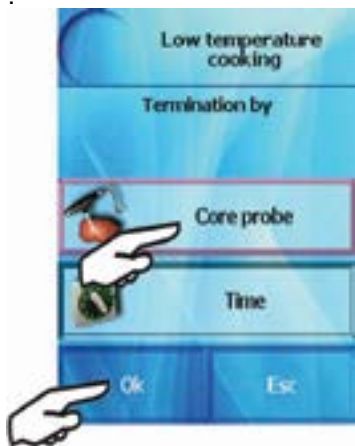 Low temperature
cooking
Termination by
Core probe
Time
Ok
Esc